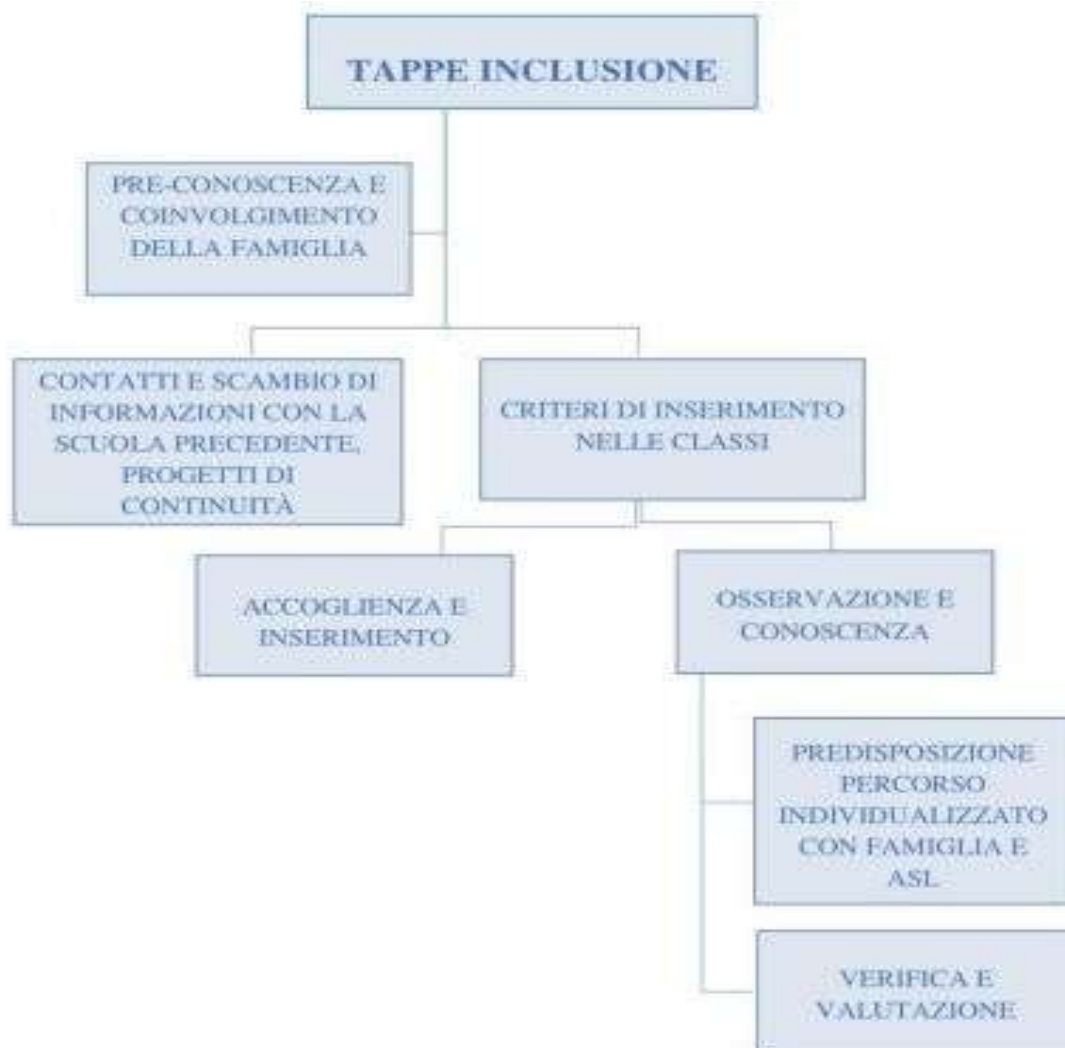 TAPPE INCLUSIONE
PRE-CONOSCENZA E
COINVOLGIMENTO
DELLA FAMIGLIA
CONTATTI E SCAMBIO DI
INFORMAZIONI CON LA
SCUOLA PRECEDENTE,
PROGETTI DI
CONTINUITÀ
CRITERI DI INSERIMENTO
NELLE CLASSI
ACCOGLIENZA E
INSERIMENTO
OSSERVAZIONE E
CONOSCENZA
PREDISPOSIZIONE
PERCORSO
INDIVIDUALIZZATO
CON FAMIGLIA E
ASL
VERIFICA E
VALUTAZIONE